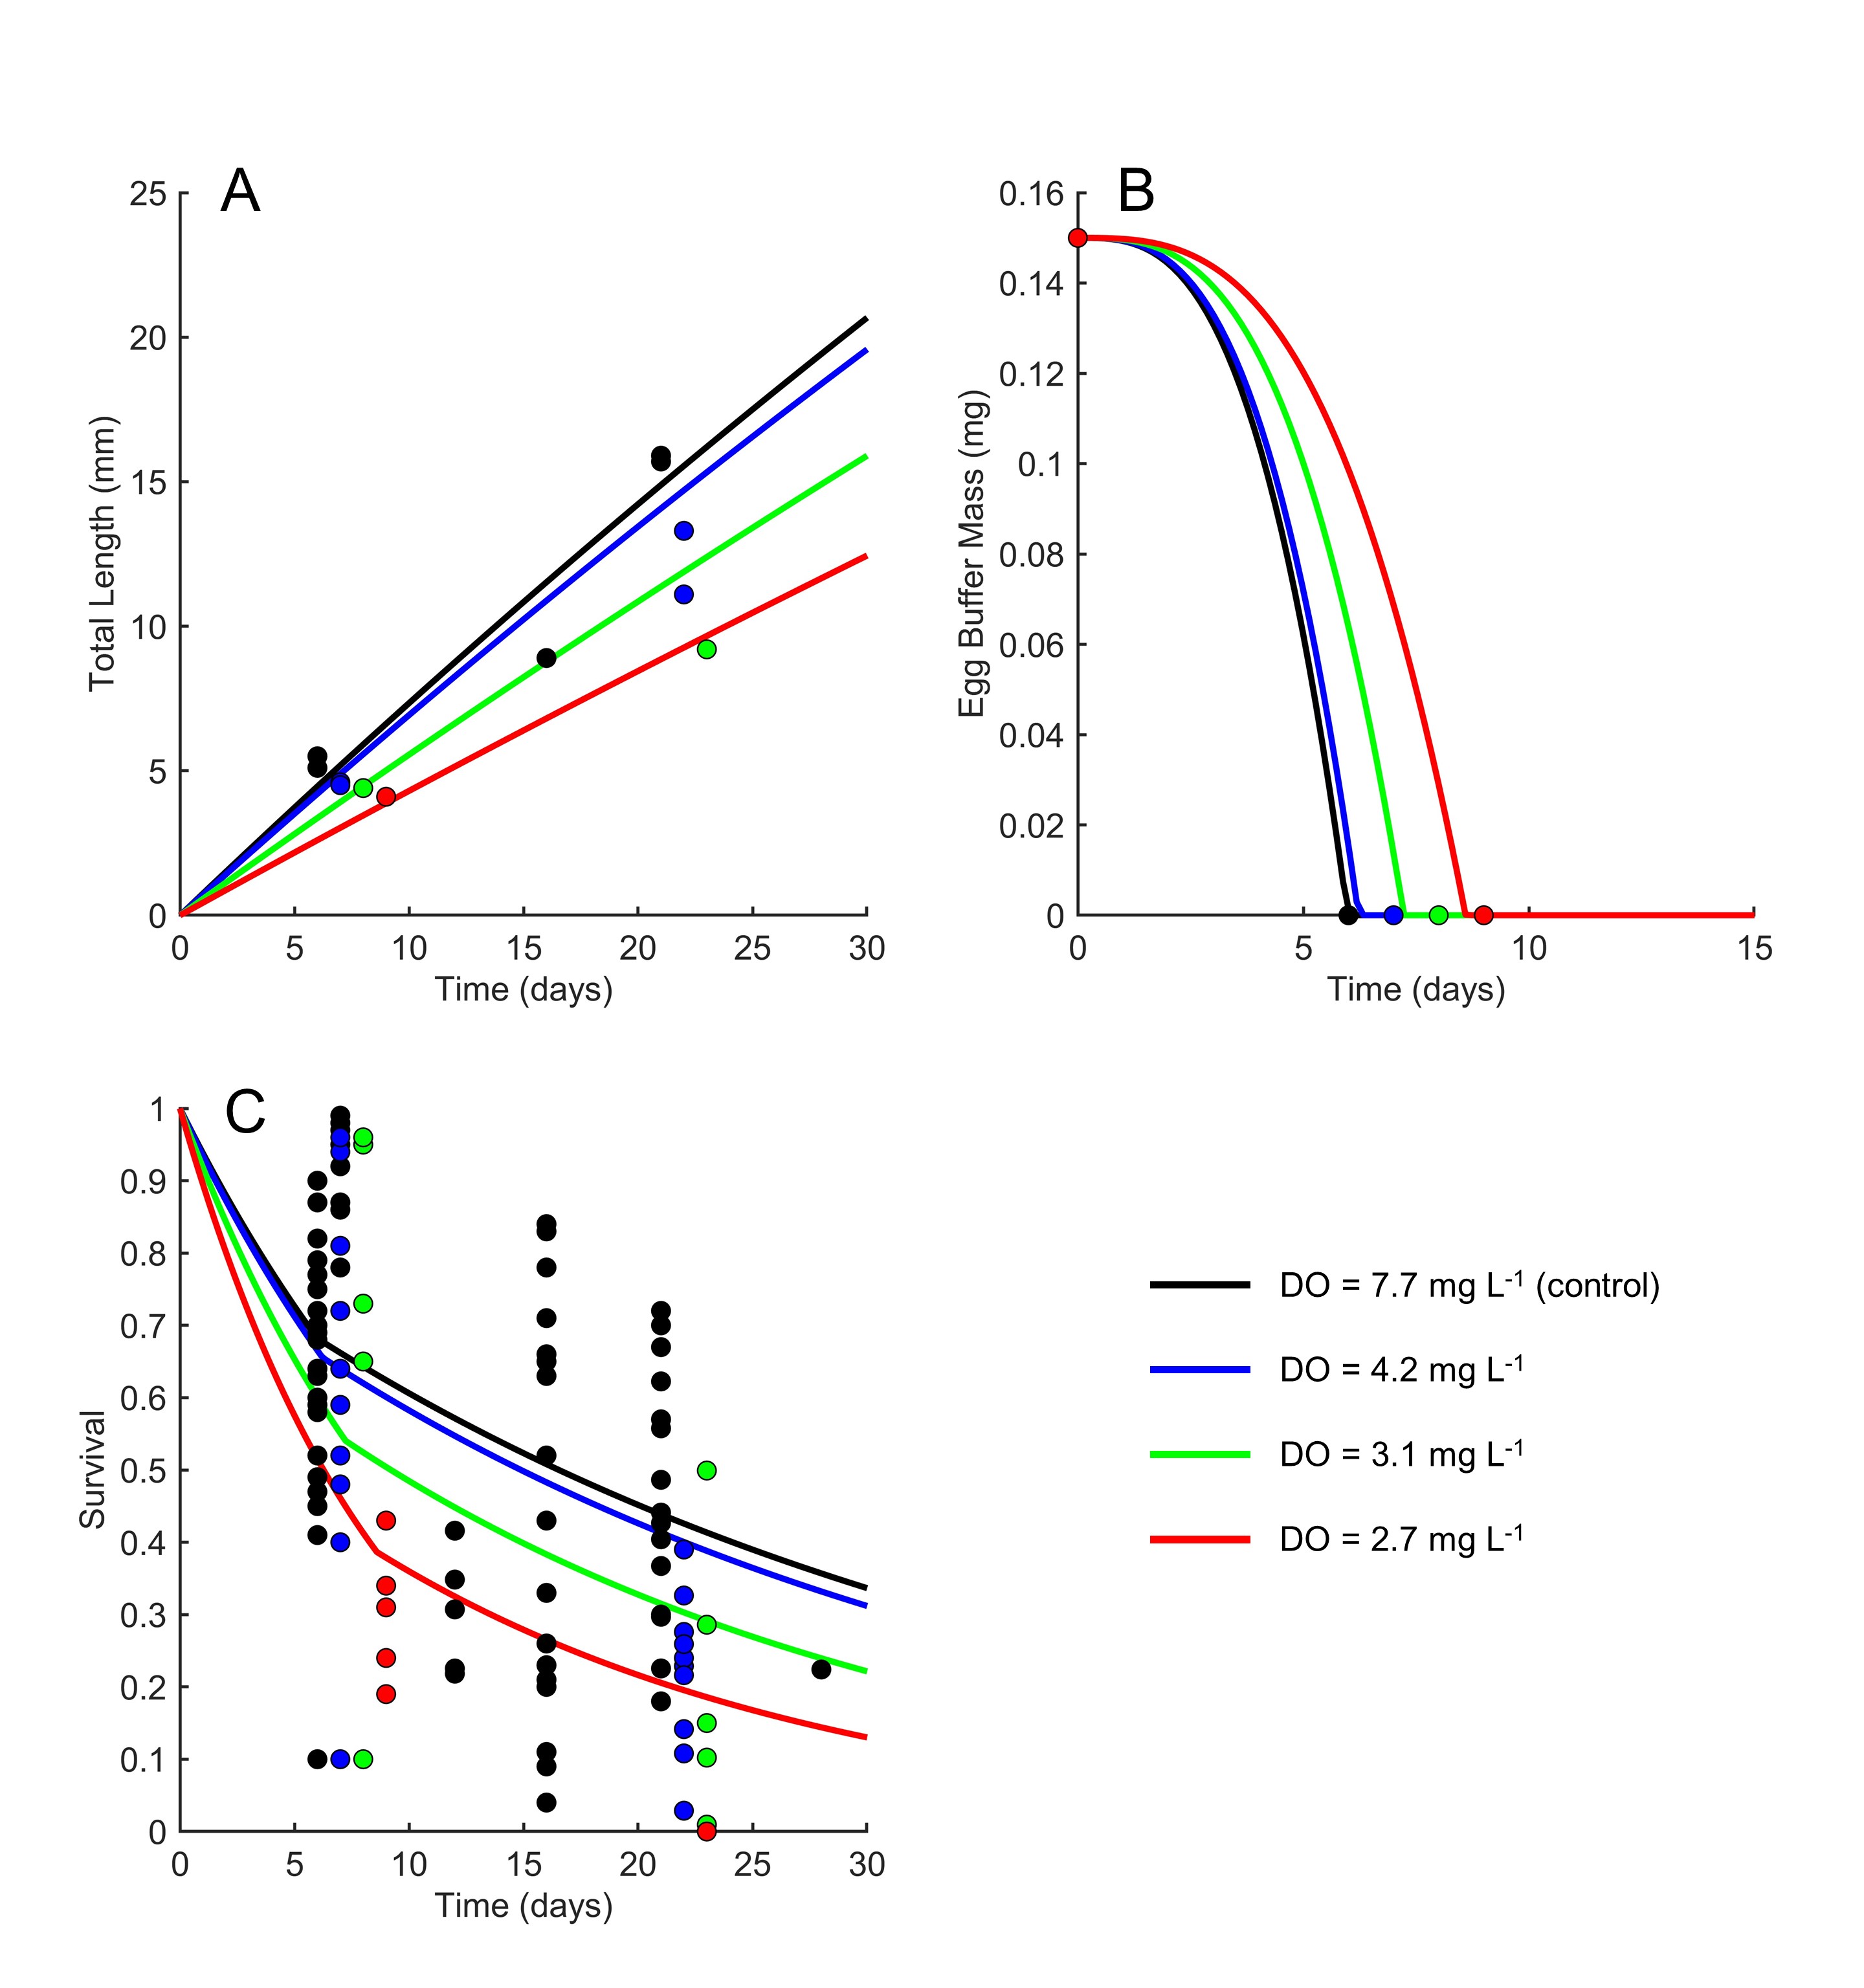 A
25
20
15
10
5
0
Total Length (mm)
0 5 10 15 20 25 30
Time (days)
B
0.16
0.14
0.12
0.1
0.08
0.06
0.04
0.02
0
Egg Buffer Mass (mg)
0 5 10 15
Time (days)
C
1
0.9
0.8
0.7
0.6
0.5
0.4
0.3
0.2
0.1
0
Survival
0 5 10 15 20 25 30
Time (days)
DO = 7.7 mg L⁻¹ (control)
DO = 4.2 mg L⁻¹
DO = 3.1 mg L⁻¹
DO = 2.7 mg L⁻¹